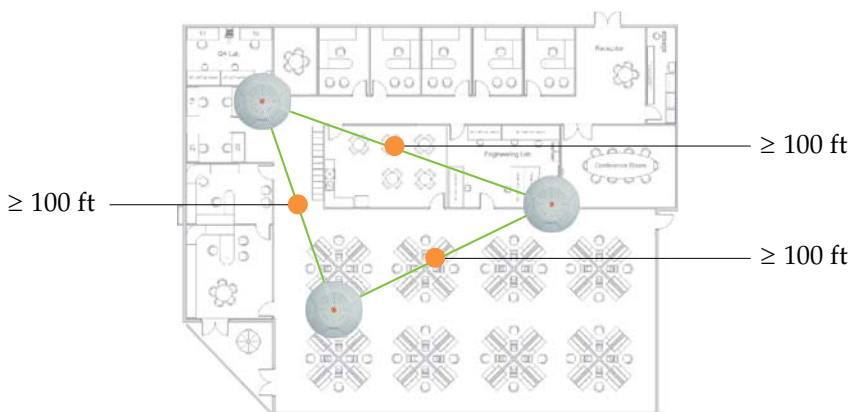 QA Lab
Reception
≥ 100 ft
Engineering Lab
Conference Room
≥ 100 ft
≥ 100 ft